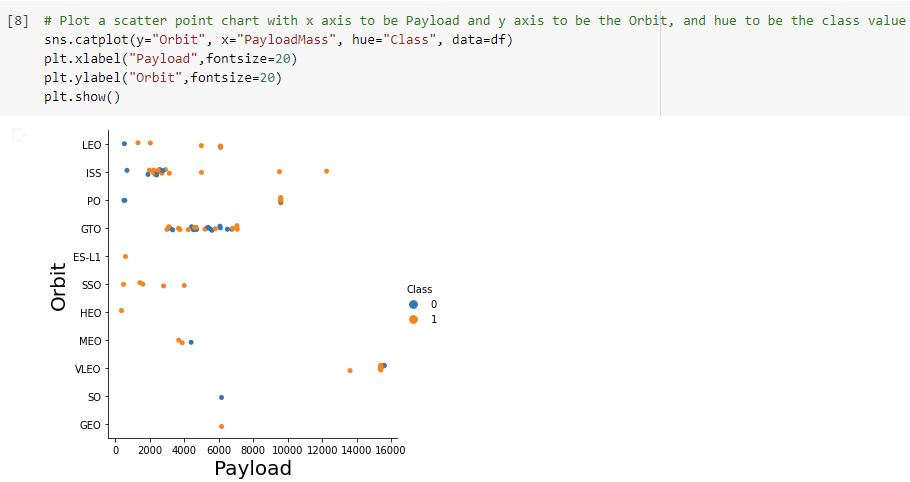 [8] # Plot a scatter point chart with x axis to be Payload and y axis to be the Orbit, and hue to be the class value
sns.catplot(y="Orbit", x="PayloadMass", hue="Class", data=df)
plt.xlabel("Payload",fontsize=20)
plt.ylabel("Orbit",fontsize=20)
plt.show()
LEO
ISS
PO
GTO
ES-L1
SSO
HEO
MEO
VLEO
SO
GEO
Orbit
Class
0
1
0 2000 4000 6000 8000 10000 12000 14000 16000
Payload